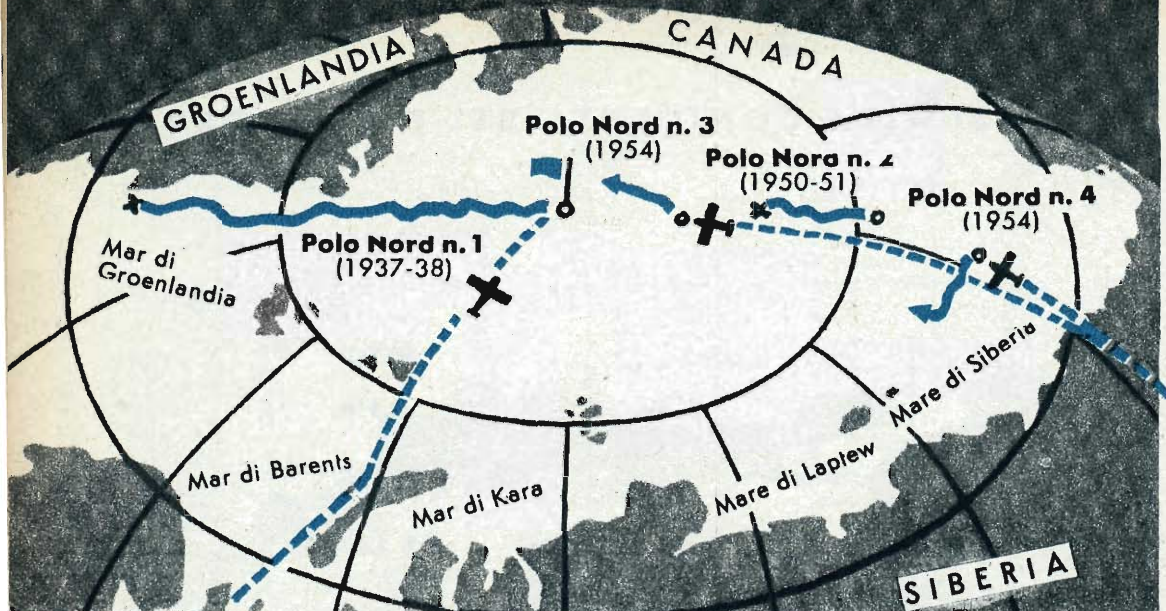 GROENLANDIA
CANADA
Polo Nord n. 3
(1954)
Polo Nord n.
(1950-51)
Polo Nord n. 4
(1954)
Polo Nord n. 1
(1937-38)
Mar di
Groenlandia
Mare di Siberia
Mar di Barents
Mar di Kara
Mare di Laptew
SIBERIA